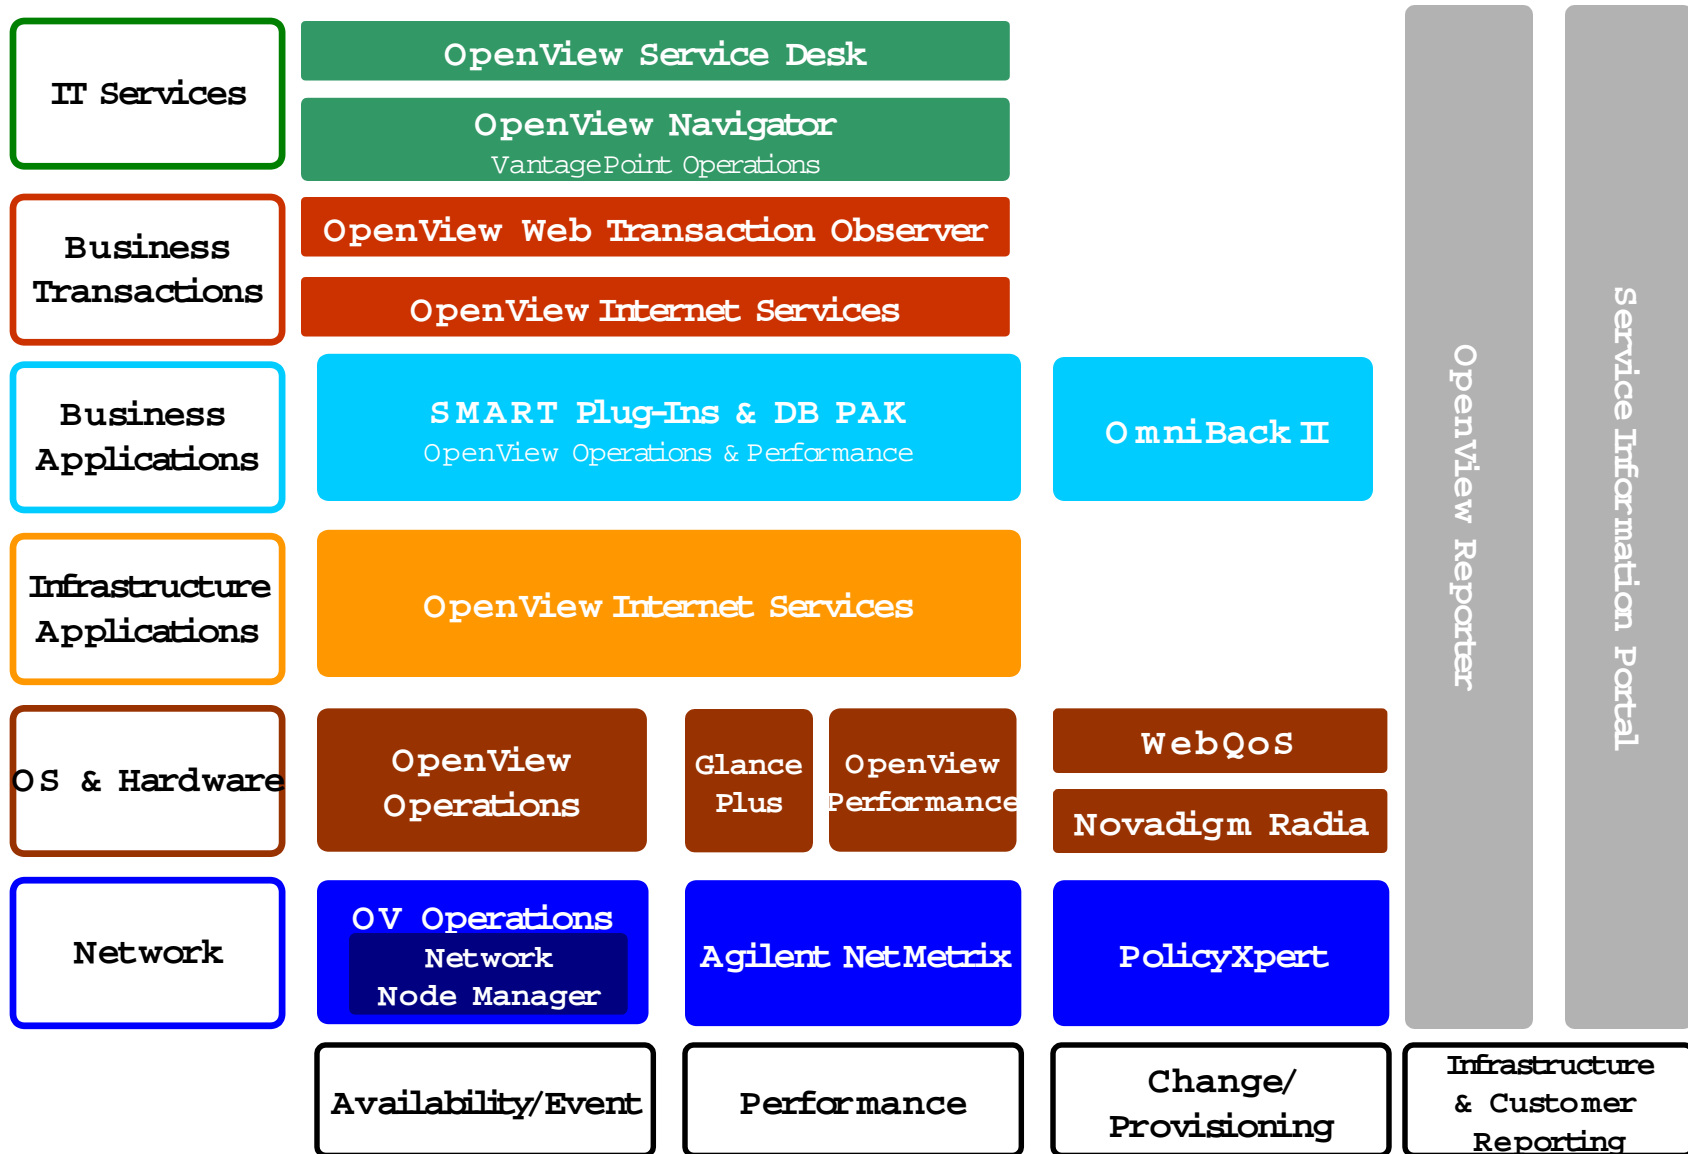 IT Services
OpenView Service Desk
OpenView Navigator
VantagePoint Operations
Business
Transactions
OpenView Web Transaction Observer
OpenView Internet Services
Business
Applications
SMART Plug-Ins & DB PAK
OpenView Operations & Performance
OmniBack II
Infrastructure
Applications
OpenView Internet Services
OS & Hardware
OpenView
Operations
Glance
Plus
OpenView
Performance
WebQoS
Novadigm Radia
Network
OV Operations
Network
Node Manager
Agilent NetMetrix
PolicyXpert
OpenView Reporter
Service Information Portal
Availability/Event
Performance
Change/
Provisioning
Infrastructure
& Customer
Reporting